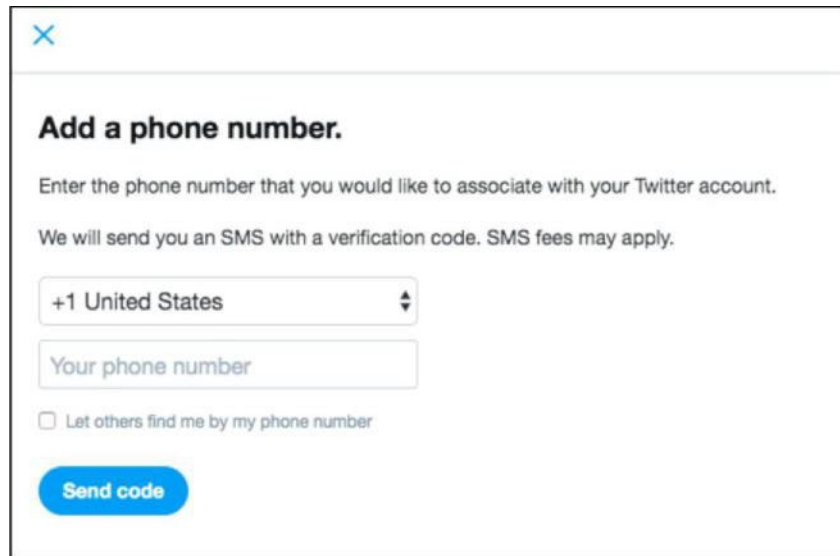 Add a phone number.
Enter the phone number that you would like to associate with your Twitter account.
We will send you an SMS with a verification code. SMS fees may apply.
+1 United States
Your phone number
Let others find me by my phone number
Send code